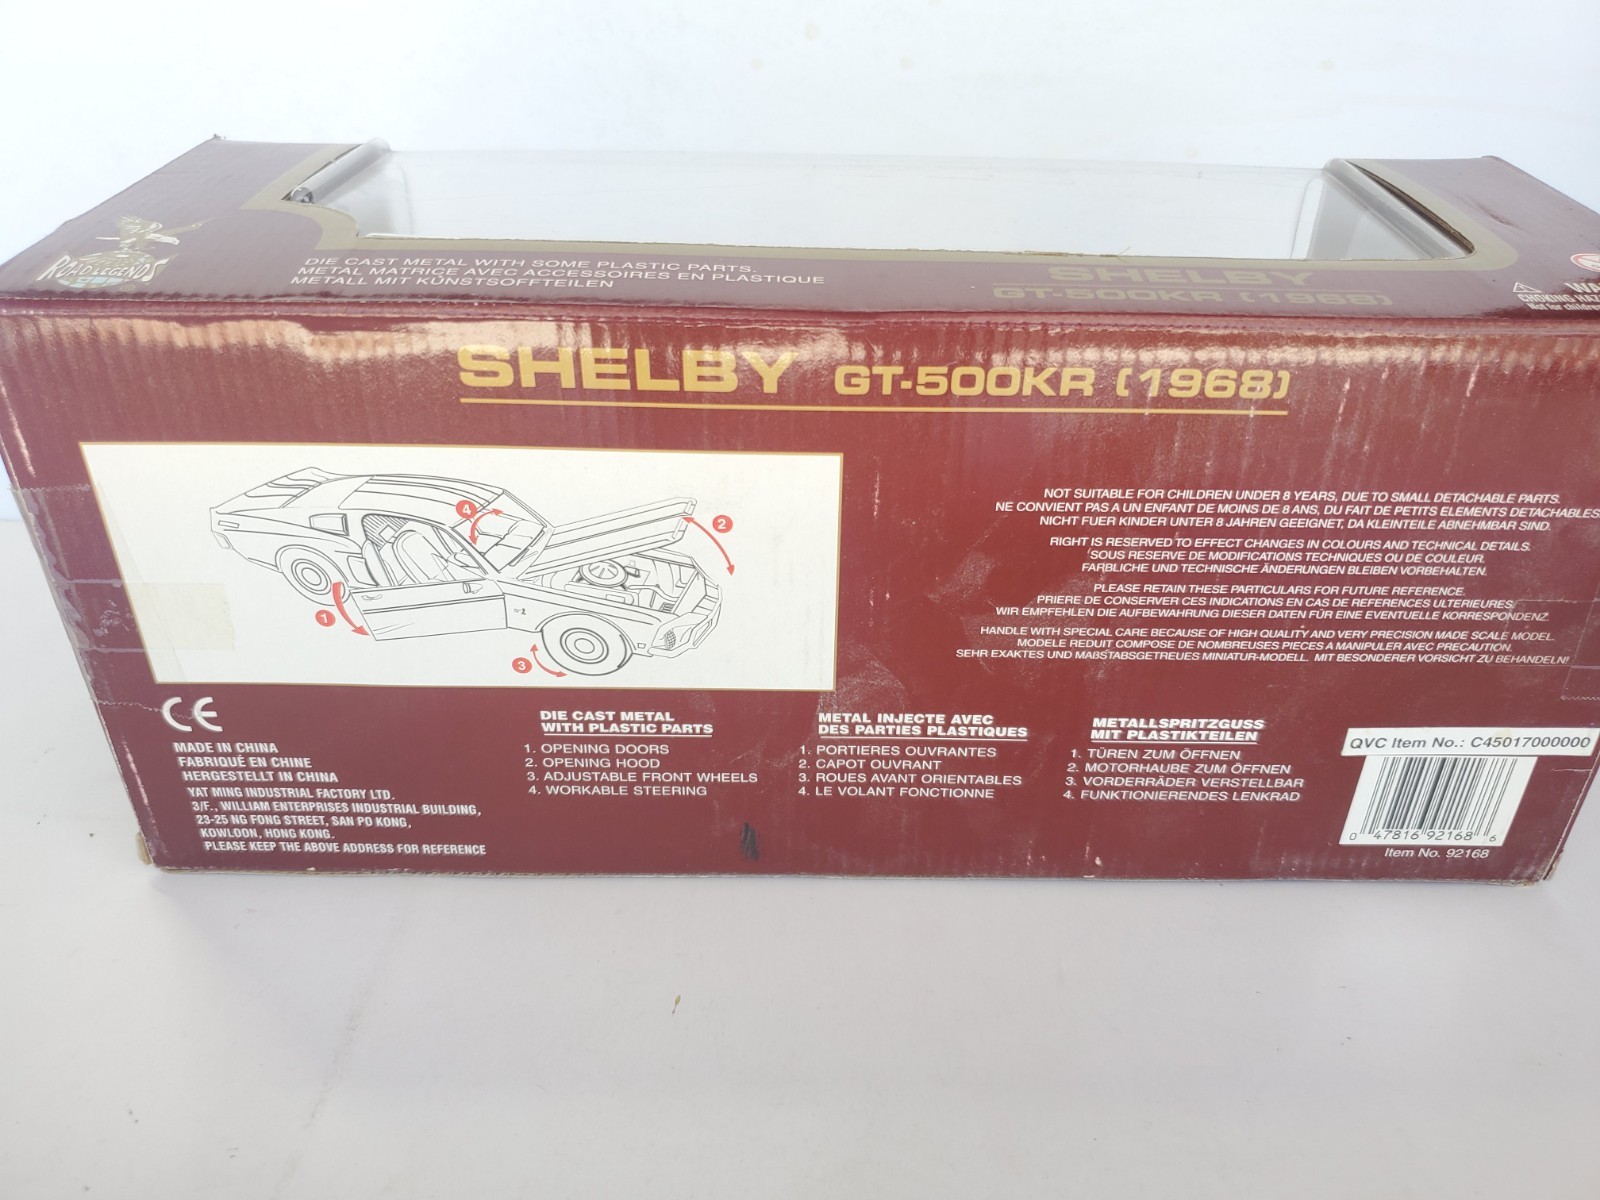 ROAD LEGENDS
DIE CAST METAL WITH SOME PLASTIC PARTS.
METAL MATRICE AVEC ACCESSOIRES EN PLASTIQUE
METALL MIT KÜNSTSOFFTEILEN
SHELBY
GT-500KR (1968)
CHOKING
Not for
SHELBY GT-500KR (1968)
4
2
1
3
NOT SUITABLE FOR CHILDREN UNDER 8 YEARS, DUE TO SMALL DETACHABLE PARTS.
NE CONVIENT PAS A UN ENFANT DE MOINS DE 8 ANS, DU FAIT DE PETITS ELEMENTS DETACHABLES
NICHT FUER KINDER UNTER 8 JAHREN GEEIGNET, DA KLEINTEILE ABNEHMBAR SIND.
RIGHT IS RESERVED TO EFFECT CHANGES IN COLOURS AND TECHNICAL DETAILS.
SOUS RESERVE DE MODIFICATIONS TECHNIQUES OU DE COULEUR.
FARBLICHE UND TECHNISCHE ÄNDERUNGEN BLEIBEN VORBEHALTEN.
PLEASE RETAIN THESE PARTICULARS FOR FUTURE REFERENCE.
PRIERE DE CONSERVER CES INDICATIONS EN CAS DE REFERENCES ULTERIEURES.
WIR EMPFEHLEN DIE AUFBEWAHRUNG DIESER DATEN FÜR EINE EVENTUELLE KORRESPONDENZ.
HANDLE WITH SPECIAL CARE BECAUSE OF HIGH QUALITY AND VERY PRECISION MADE SCALE MODEL.
MODELE REDUIT COMPOSE DE NOMBREUSES PIECES A MANIPULER AVEC PRECAUTION.
SEHR EXAKTES UND MAßSTABSGETREUES MINIATUR-MODELL. MIT BESONDERER VORSICHT ZU BEHANDELN!
CE
MADE IN CHINA
FABRIQUÉ EN CHINE
HERGESTELLT IN CHINA
YAT MING INDUSTRIAL FACTORY LTD.
3/F., WILLIAM ENTERPRISES INDUSTRIAL BUILDING,
23-25 NG FONG STREET, SAN PO KONG,
KOWLOON, HONG KONG.
PLEASE KEEP THE ABOVE ADDRESS FOR REFERENCE
DIE CAST METAL
WITH PLASTIC PARTS
1. OPENING DOORS
2. OPENING HOOD
3. ADJUSTABLE FRONT WHEELS
4. WORKABLE STEERING
METAL INJECTE AVEC
DES PARTIES PLASTIQUES
1. PORTIERES OUVRANTES
2. CAPOT OUVRANT
3. ROUES AVANT ORIENTABLES
4. LE VOLANT FONCTIONNE
METALLSPRITZGUSS
MIT PLASTIKTEILEN
1. TÜREN ZUM ÖFFNEN
2. MOTORHAUBE ZUM ÖFFNEN
3. VORDERRÄDER VERSTELLBAR
4. FUNKTIONIERENDES LENKRAD
QVC Item No.: C45017000000
0 47816 92168 6
Item No. 92168